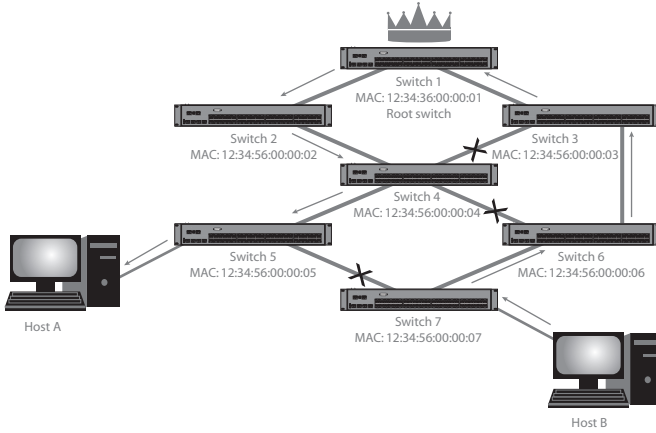 Switch 1
MAC: 12:34:36:00:00:01
Root switch
Switch 2
MAC: 12:34:56:00:00:02
Switch 3
MAC: 12:34:56:00:00:03
Switch 4
MAC: 12:34:56:00:00:04
Switch 5
MAC: 12:34:56:00:00:05
Switch 6
MAC: 12:34:56:00:00:06
Host A
Switch 7
MAC: 12:34:56:00:00:07
Host B